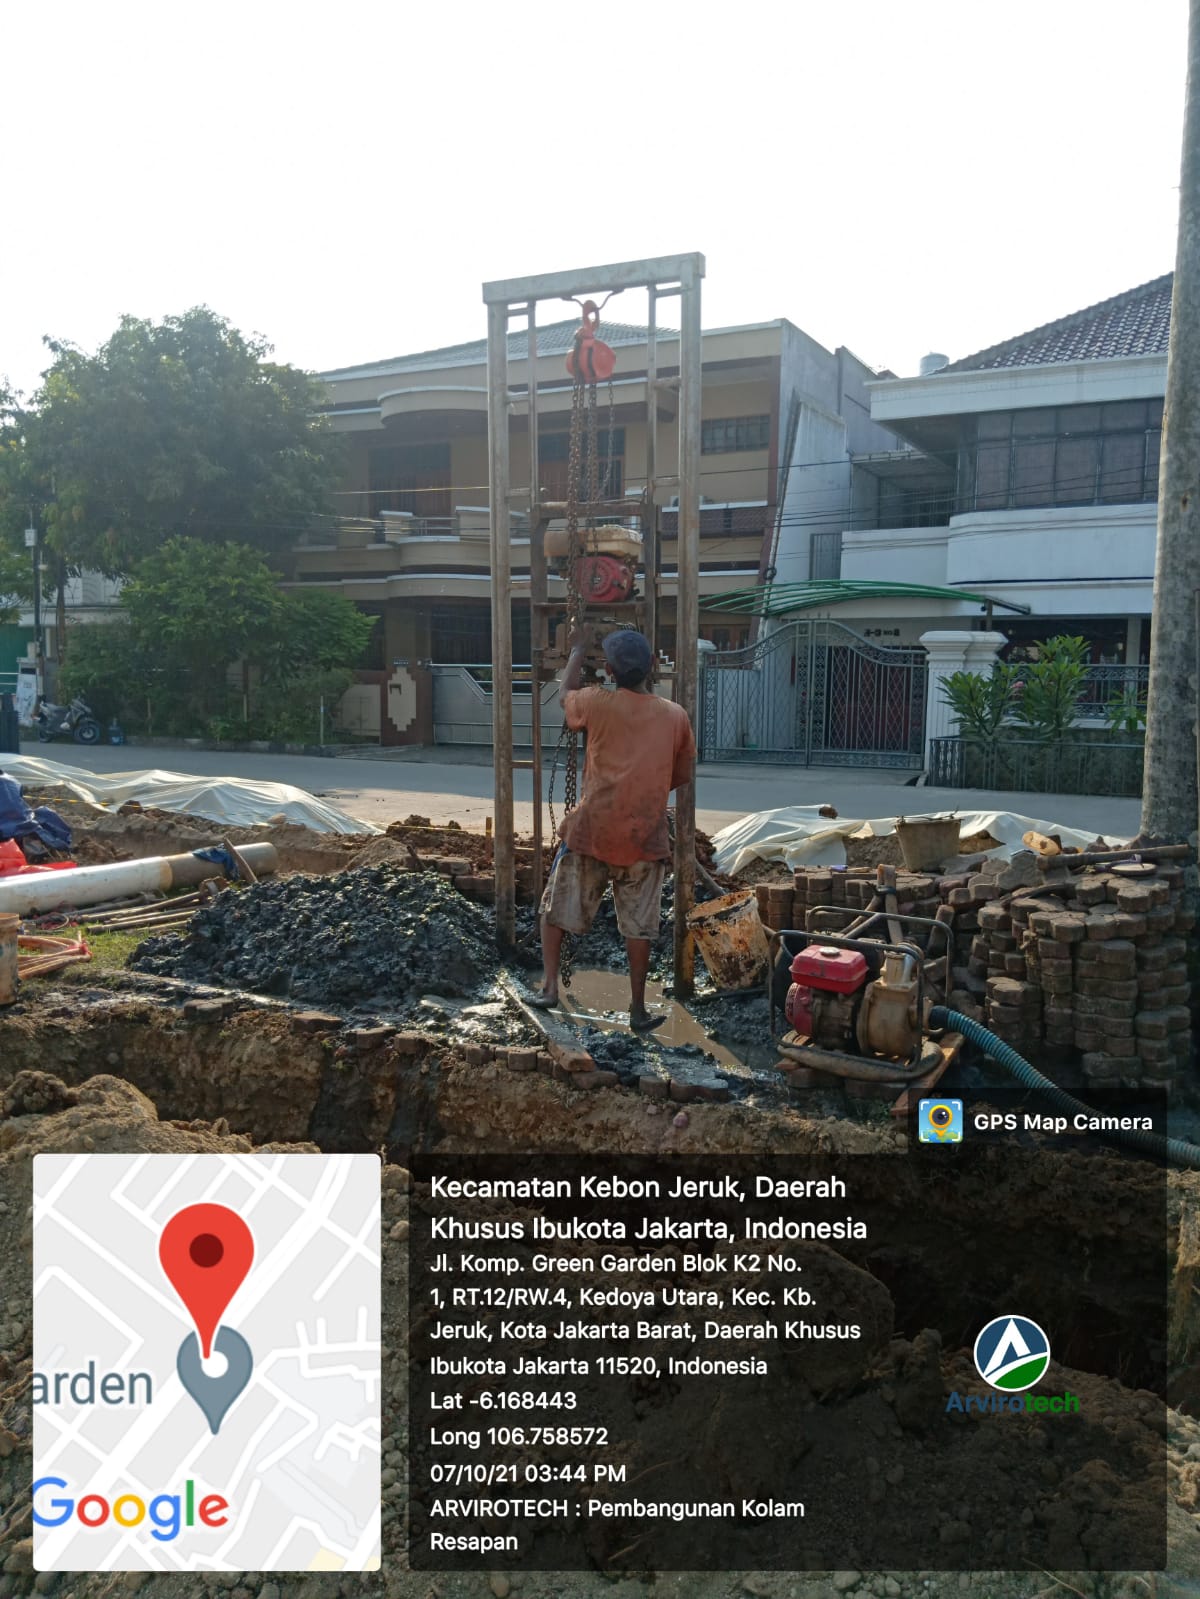 GPS Map Camera
Kecamatan Kebon Jeruk, Daerah
Khusus Ibukota Jakarta, Indonesia
Jl. Komp. Green Garden Blok K2 No.
1, RT.12/RW.4, Kedoya Utara, Kec. Kb.
Jeruk, Kota Jakarta Barat, Daerah Khusus
Ibukota Jakarta 11520, Indonesia
Lat -6.168443
Long 106.758572
07/10/21 03:44 PM
ARVIROTECH : Pembangunan Kolam
Resapan
Arvirotech
arden
Google